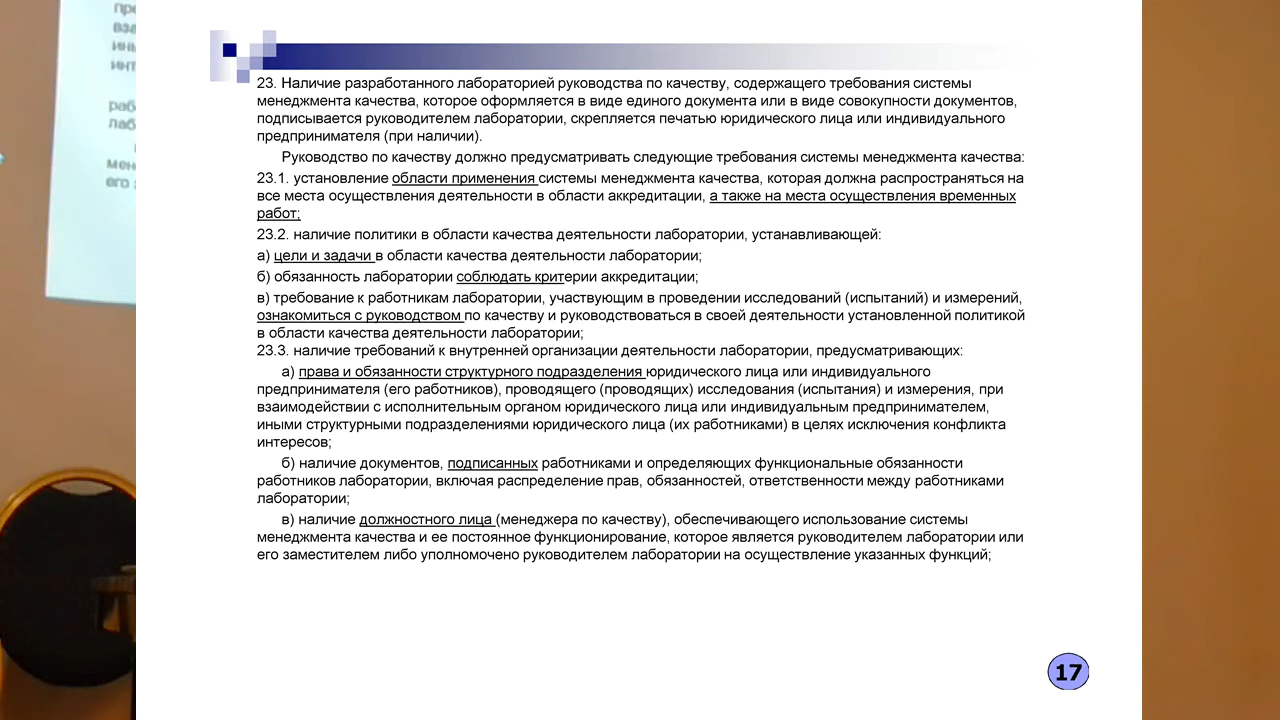 23. Наличие разработанного лабораторией руководства по качеству, содержащего требования системы
менеджмента качества, которое оформляется в виде единого документа или в виде совокупности документов,
подписывается руководителем лаборатории, скрепляется печатью юридического лица или индивидуального
предпринимателя (при наличии).
Руководство по качеству должно предусматривать следующие требования системы менеджмента качества:
23.1. установление области применения системы менеджмента качества, которая должна распространяться на
все места осуществления деятельности в области аккредитации, а также на места осуществления временных
работ;
23.2. наличие политики в области качества деятельности лаборатории, устанавливающей:
а) цели и задачи в области качества деятельности лаборатории;
б) обязанность лаборатории соблюдать критерии аккредитации;
в) требование к работникам лаборатории, участвующим в проведении исследований (испытаний) и измерений,
ознакомиться с руководством по качеству и руководствоваться в своей деятельности установленной политикой
в области качества деятельности лаборатории;
23.3. наличие требований к внутренней организации деятельности лаборатории, предусматривающих:
а) права и обязанности структурного подразделения юридического лица или индивидуального
предпринимателя (его работников), проводящего (проводящих) исследования (испытания) и измерения, при
взаимодействии с исполнительным органом юридического лица или индивидуальным предпринимателем,
иными структурными подразделениями юридического лица (их работниками) в целях исключения конфликта
интересов;
б) наличие документов, подписанных работниками и определяющих функциональные обязанности
работников лаборатории, включая распределение прав, обязанностей, ответственности между работниками
лаборатории;
в) наличие должностного лица (менеджера по качеству), обеспечивающего использование системы
менеджмента качества и ее постоянное функционирование, которое является руководителем лаборатории или
его заместителем либо уполномочено руководителем лаборатории на осуществление указанных функций;
17